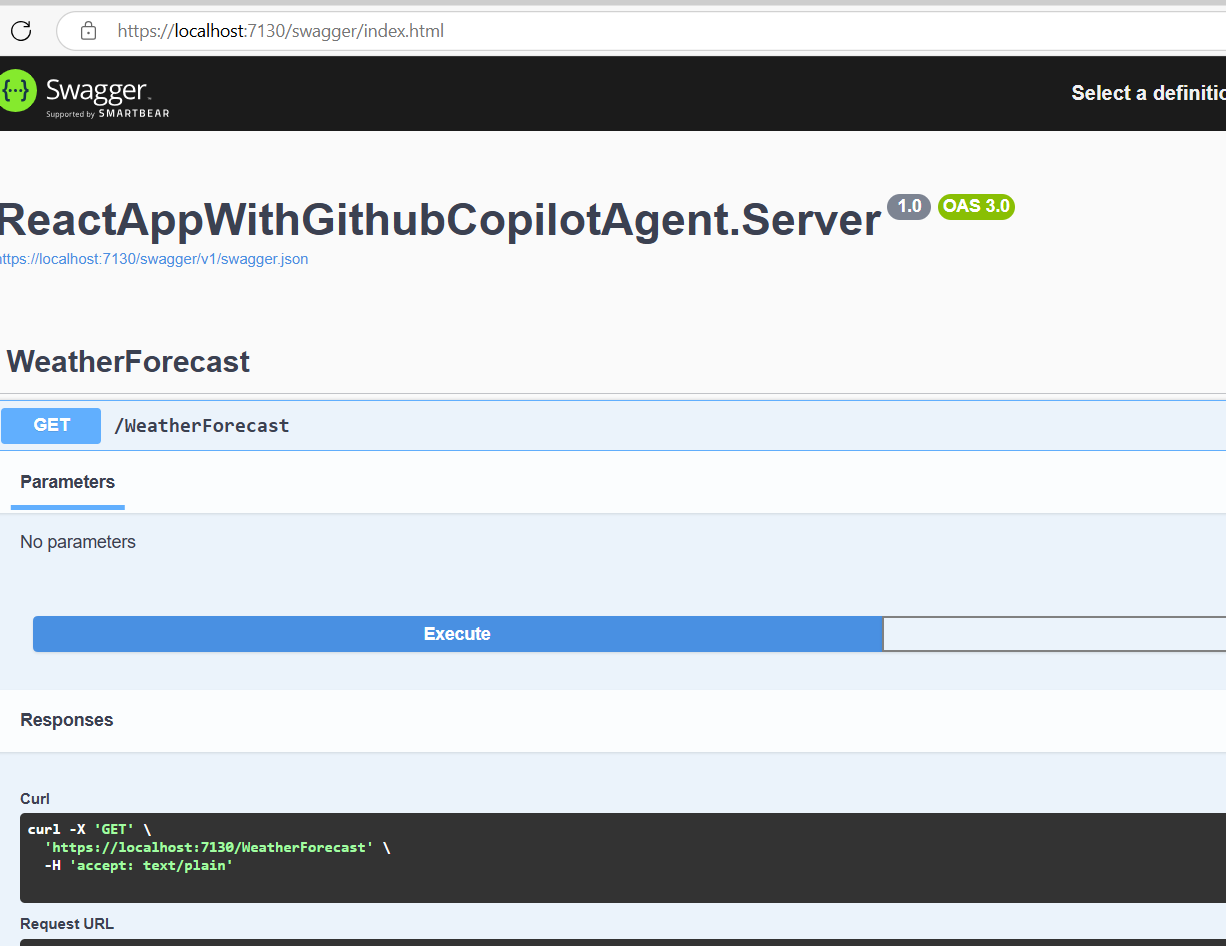 https://localhost:7130/swagger/index.html
{...} Swagger
Supported by SMARTBEAR
Select a definitio
ReactAppWithGithubCopilotAgent.Server 1.0 OAS 3.0
ttps://localhost:7130/swagger/v1/swagger.json
WeatherForecast
GET /WeatherForecast
Parameters
No parameters
Execute
Responses
Curl
curl -X 'GET' \
'https://localhost:7130/WeatherForecast' \
-H 'accept: text/plain'
Request URL